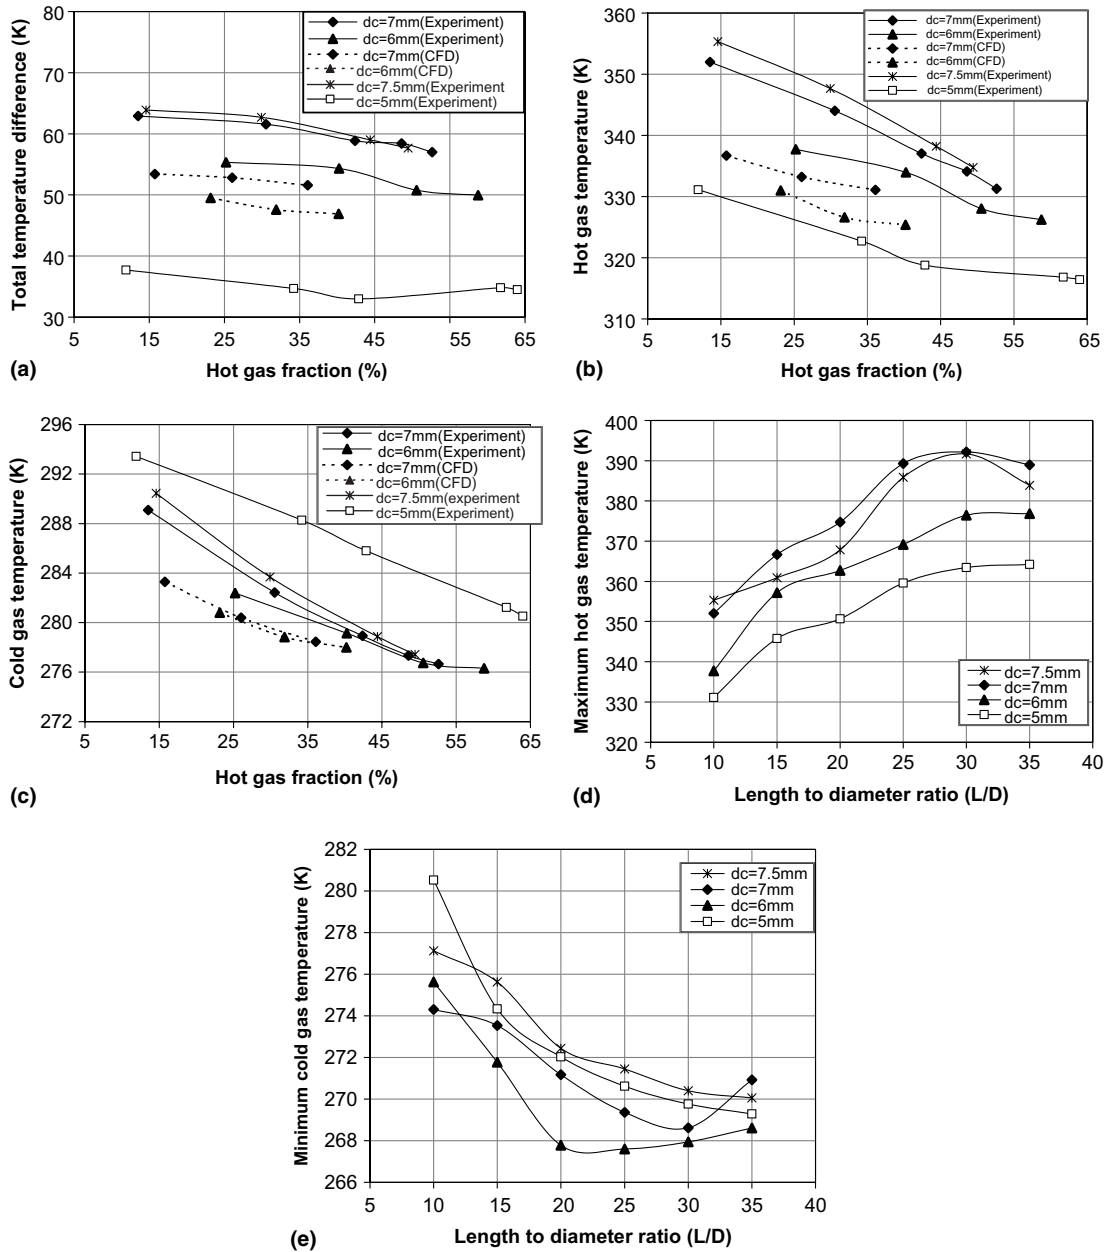 Total temperature difference (K)
80
70
60
50
40
30
5
15
25
35
45
55
65
Hot gas fraction (%)
dc=7mm(Experiment)
dc=6mm(Experiment)
dc=7mm(CFD)
dc=6mm(CFD)
dc=7.5mm(Experiment
dc=5mm(Experiment)
(a)
Hot gas temperature (K)
360
350
340
330
320
310
5
15
25
35
45
55
65
Hot gas fraction (%)
dc=7mm(Experiment)
dc=6mm(Experiment)
dc=7mm(CFD)
dc=6mm(CFD)
dc=7.5mm(Experiment)
dc=5mm(Experiment)
(b)
Cold gas temperature (K)
296
292
288
284
280
276
272
5
15
25
35
45
55
65
Hot gas fraction (%)
dc=7mm(Experiment)
dc=6mm(Experiment)
dc=7mm(CFD)
dc=6mm(CFD)
dc=7.5mm(experiment
dc=5mm(Experiment)
(c)
Maximum hot gas temperature (K)
400
390
380
370
360
350
340
330
320
5
10
15
20
25
30
35
40
Length to diameter ratio (L/D)
dc=7.5mm
dc=7mm
dc=6mm
dc=5mm
(d)
Minimum cold gas temperature (K)
282
280
278
276
274
272
270
268
266
5
10
15
20
25
30
35
40
Length to diameter ratio (L/D)
dc=7.5mm
dc=7mm
dc=6mm
dc=5mm
(e)